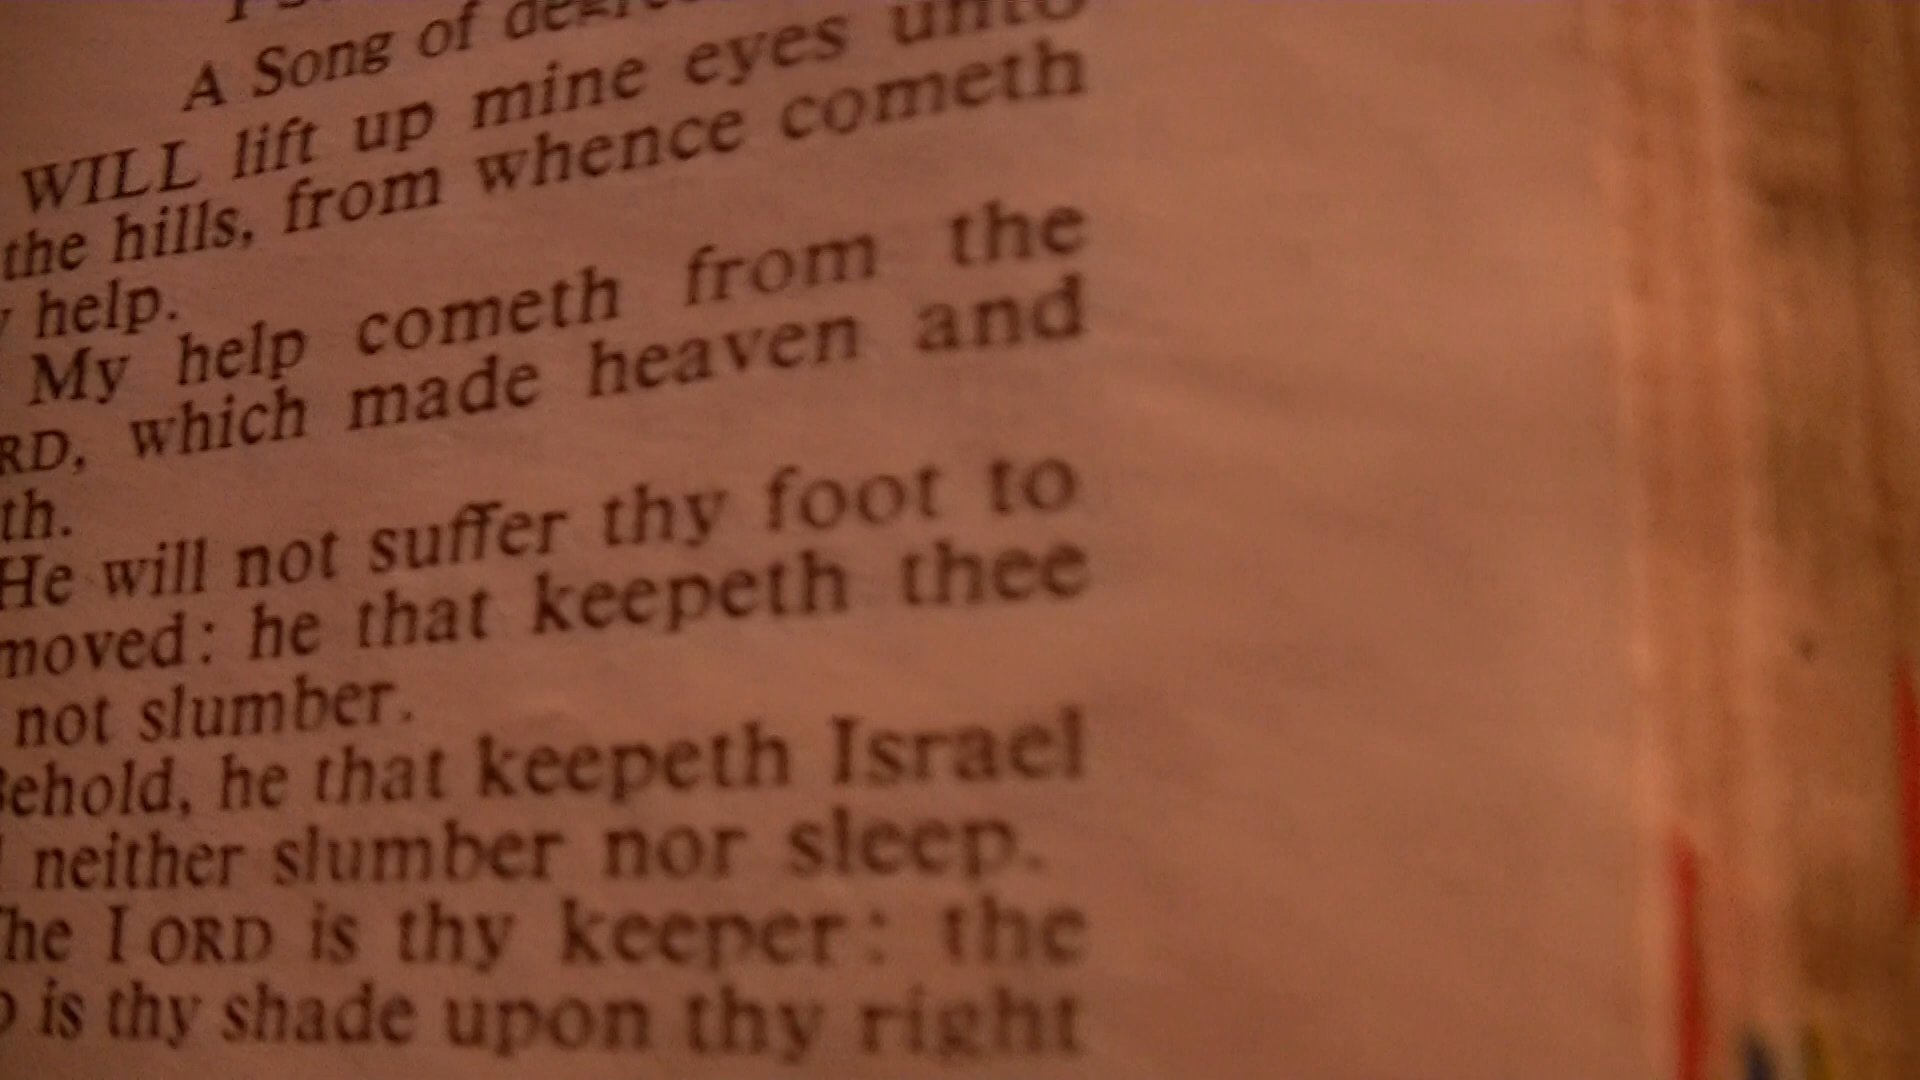 A Song of
WILL lift up mine eyes unto
the hills, from whence cometh
help.
My help cometh from the
RD, which made heaven and
th.
He will not suffer thy foot to
moved: he that keepeth thee
not slumber.
ehold, he that keepeth Israel
neither slumber nor sleep.
he LORD is thy keeper: the
is thy shade upon thy right